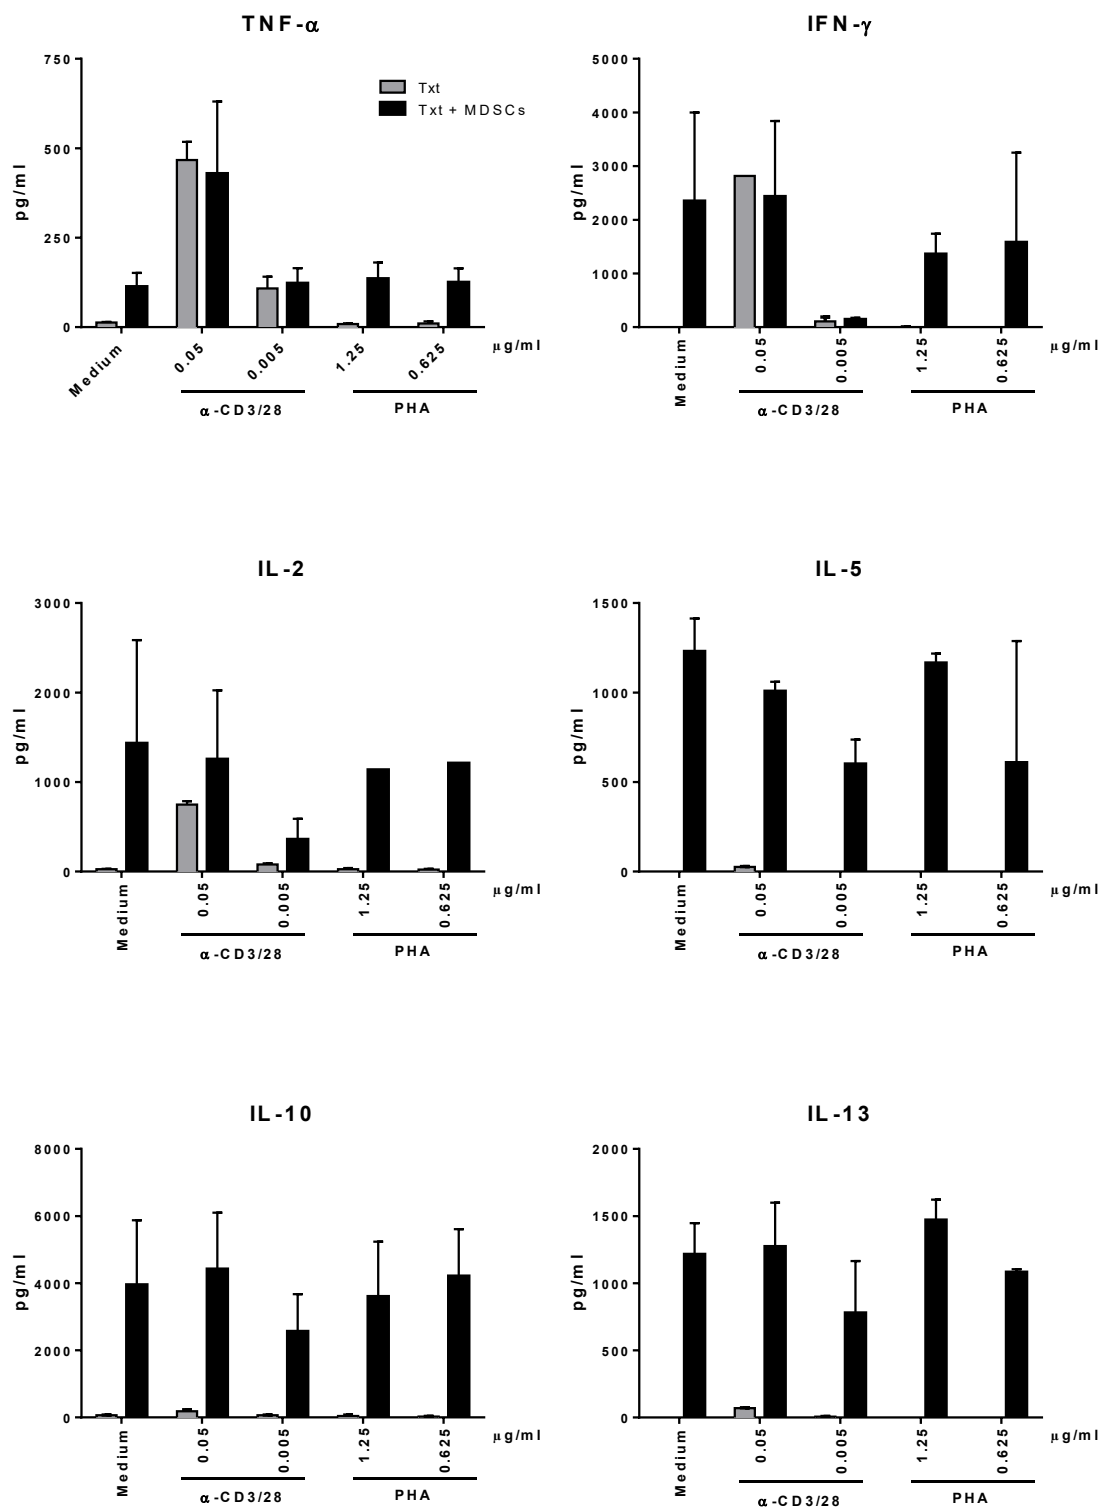 TNF-α
750
500
250
0
pg/ml
Txt
Txt + MDSCs
Medium
0.05
0.005
1.25
0.625
µg/ml
α-CD3/28
PHA
IFN-γ
5000
4000
3000
2000
1000
0
pg/ml
Medium
0.05
0.005
1.25
0.625
µg/ml
α-CD3/28
PHA
IL-2
3000
2000
1000
0
pg/ml
Medium
0.05
0.005
1.25
0.625
µg/ml
α-CD3/28
PHA
IL-5
1500
1000
500
0
pg/ml
Medium
0.05
0.005
1.25
0.625
µg/ml
α-CD3/28
PHA
IL-10
8000
6000
4000
2000
0
pg/ml
Medium
0.05
0.005
1.25
0.625
µg/ml
α-CD3/28
PHA
IL-13
2000
1500
1000
500
0
pg/ml
Medium
0.05
0.005
1.25
0.625
µg/ml
α-CD3/28
PHA